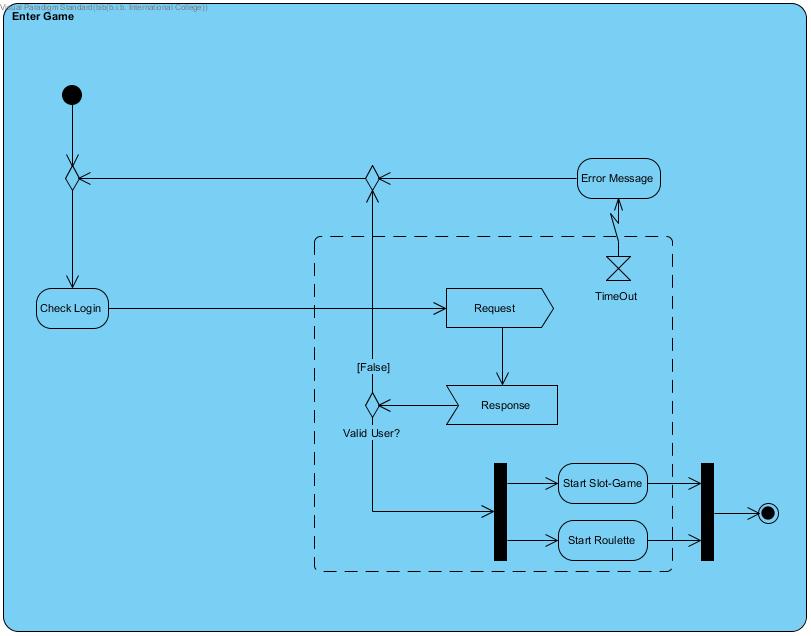 Visual Paradigm Standard(lab(b.i.b. International College))
Enter Game
Error Message
TimeOut
Check Login
Request
[False]
Response
Valid User?
Start Slot-Game
Start Roulette